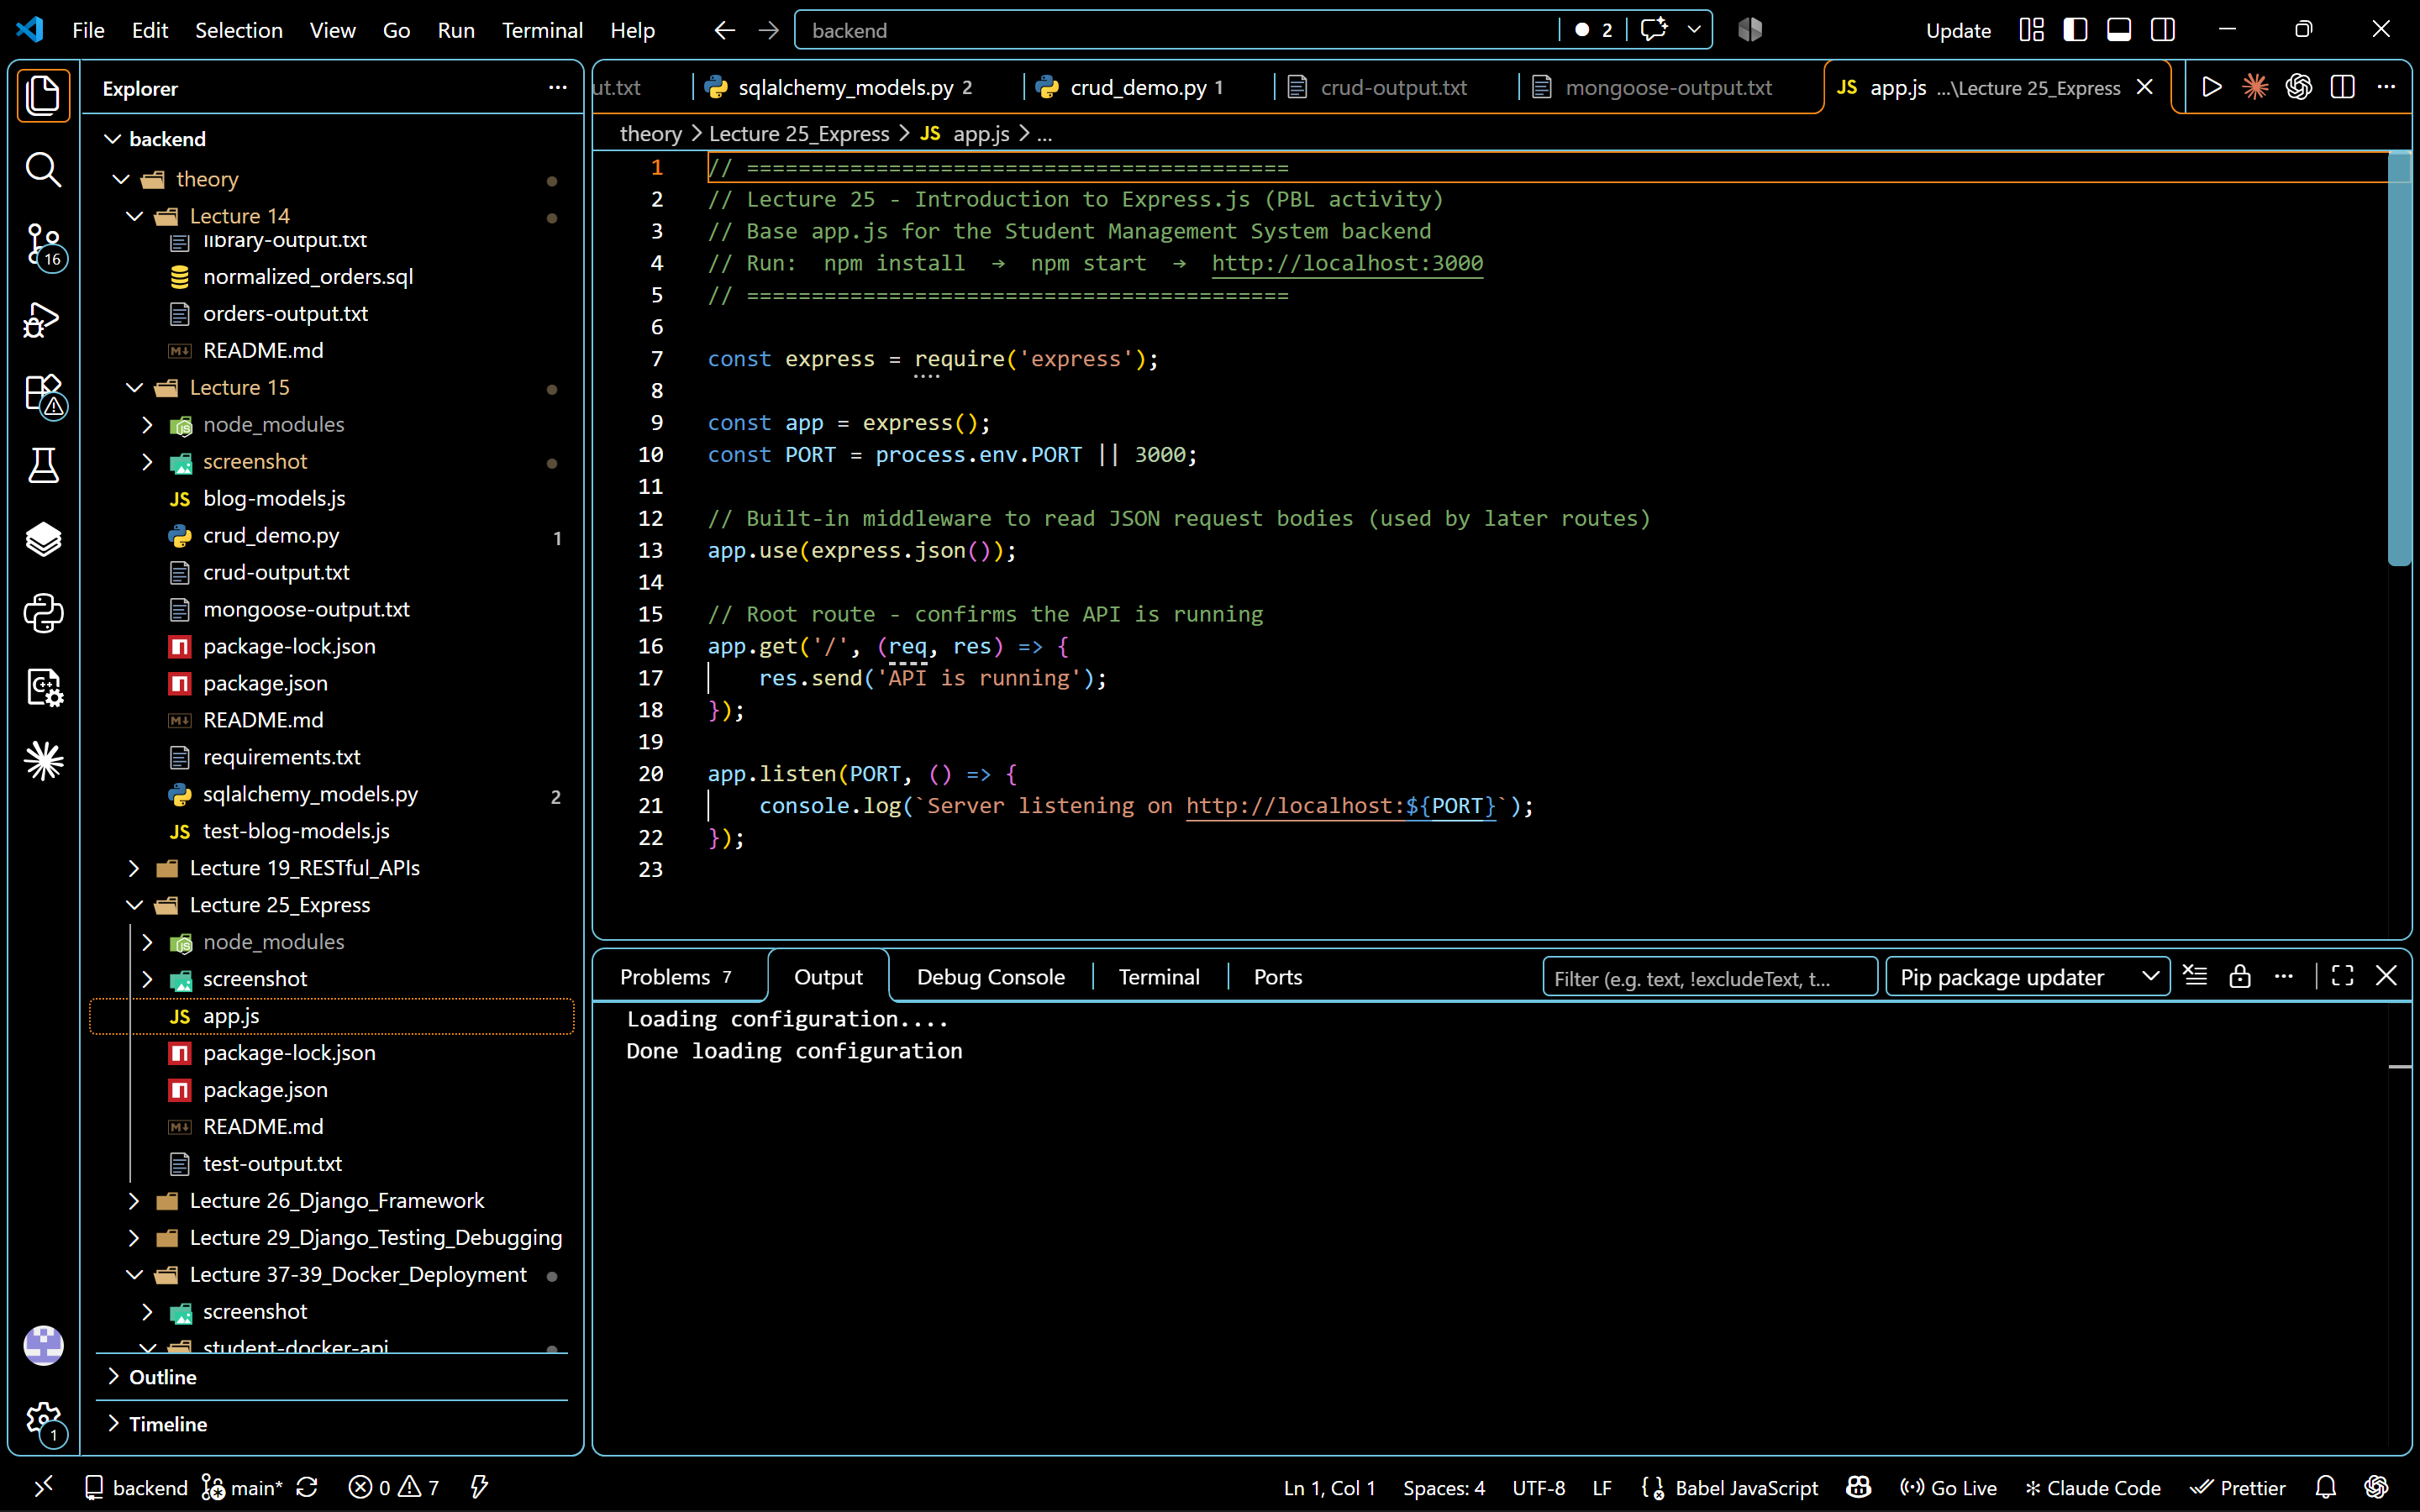 File Edit Selection View Go Run Terminal Help backend 2 Update
Explorer
backend
theory
Lecture 14
library-output.txt
normalized_orders.sql
orders-output.txt
README.md
Lecture 15
node_modules
screenshot
blog-models.js
crud_demo.py 1
crud-output.txt
mongoose-output.txt
package-lock.json
package.json
README.md
requirements.txt
sqlalchemy_models.py 2
test-blog-models.js
Lecture 19_RESTful_APIs
Lecture 25_Express
node_modules
screenshot
app.js
package-lock.json
package.json
README.md
test-output.txt
Lecture 26_Django_Framework
Lecture 29_Django_Testing_Debugging
Lecture 37-39_Docker_Deployment
screenshot
student-docker-api
Outline
Timeline
16
1
ut.txt sqlalchemy_models.py 2 crud_demo.py 1 crud-output.txt mongoose-output.txt JS app.js ...\Lecture 25_Express
theory > Lecture 25_Express > JS app.js > ...
1 // ==========================================
2 // Lecture 25 - Introduction to Express.js (PBL activity)
3 // Base app.js for the Student Management System backend
4 // Run: npm install → npm start → http://localhost:3000
5 // ==========================================
6
7 const express = require('express');
8
9 const app = express();
10 const PORT = process.env.PORT || 3000;
11
12 // Built-in middleware to read JSON request bodies (used by later routes)
13 app.use(express.json());
14
15 // Root route - confirms the API is running
16 app.get('/', (req, res) => {
17 res.send('API is running');
18 });
19
20 app.listen(PORT, () => {
21 console.log(`Server listening on http://localhost:${PORT}`);
22 });
23
Problems 7 Output Debug Console Terminal Ports Filter (e.g. text, !excludeText, t... Pip package updater
Loading configuration....
Done loading configuration
backend main* 0 7 Ln 1, Col 1 Spaces: 4 UTF-8 LF Babel JavaScript Go Live Claude Code Prettier